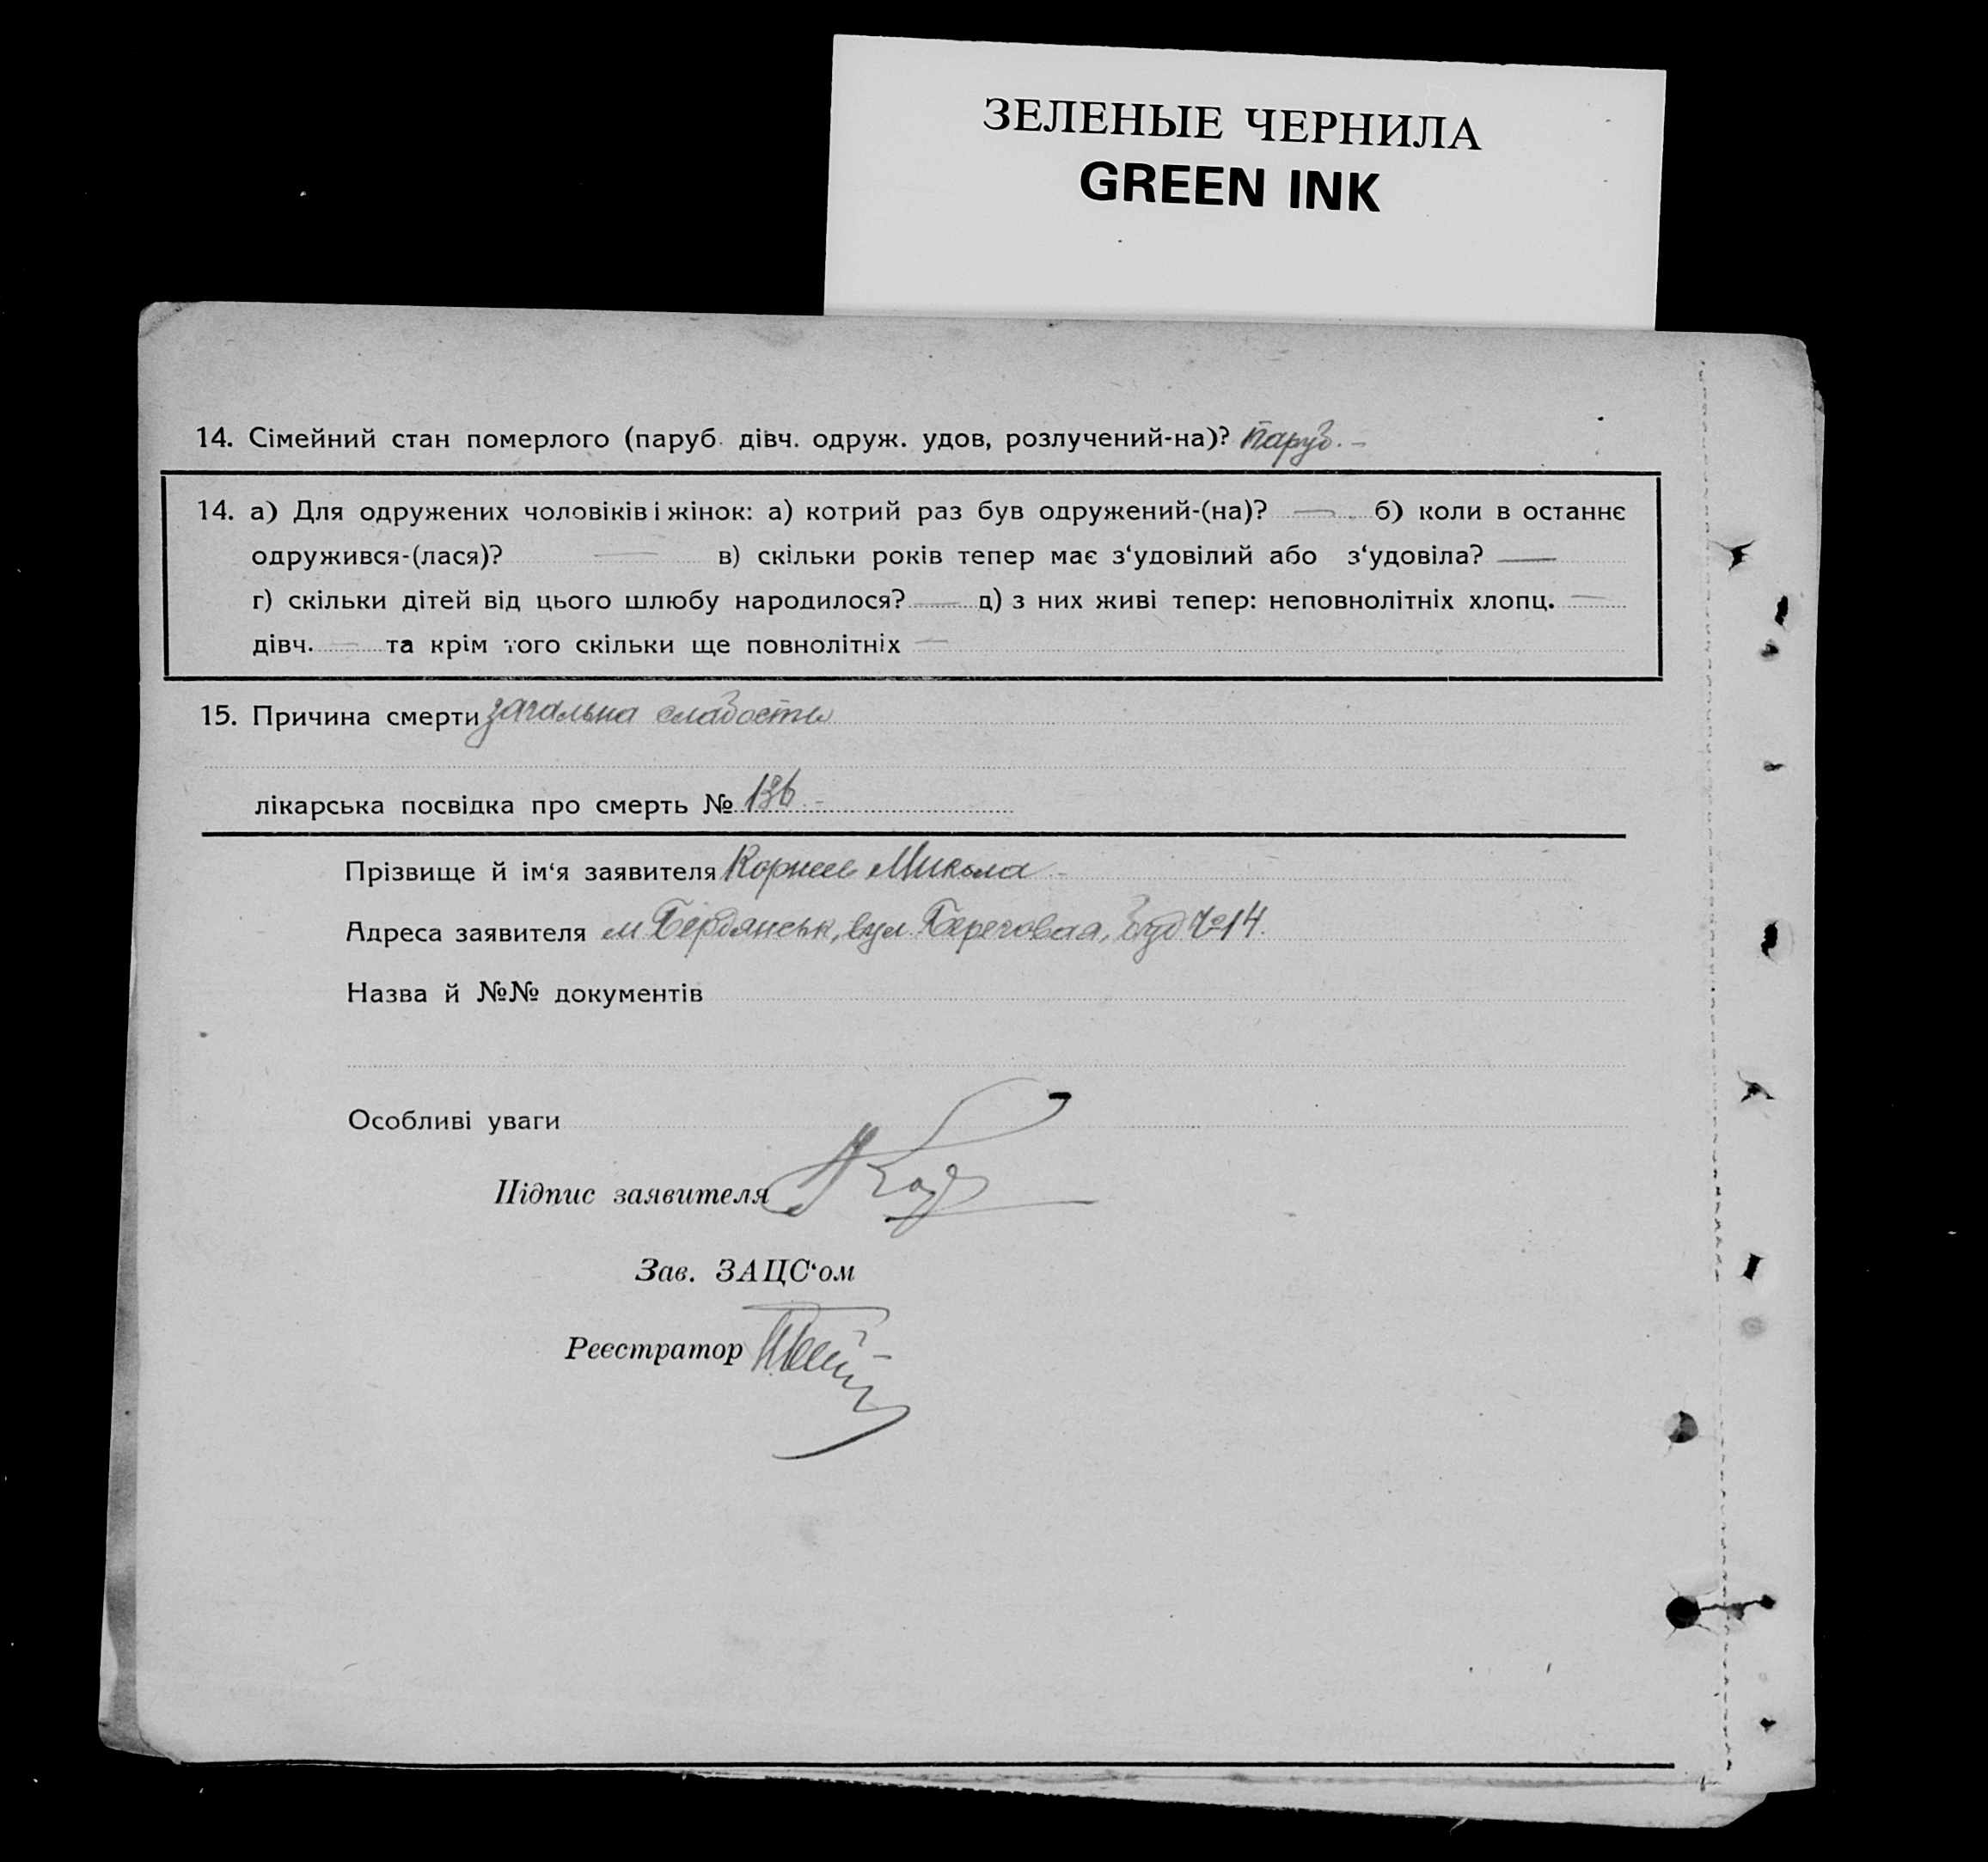 ЗЕЛЕНЫЕ ЧЕРНИЛА
GREEN INK
14. Сімейний стан померлого (паруб. дівч. одруж. удов, розлучений-на)? паруб. –
14. а) Для одружених чоловіків і жінок: а) котрий раз був одружений-(на)? — б) коли в останнє
одружився-(лася)? — в) скільки років тепер має з‘удовілий або з‘удовіла? —
г) скільки дітей від цього шлюбу народилося? — д) з них живі тепер: неповнолітніх хлопц. —
дівч. — та крім того скільки ще повнолітніх —
15. Причина смерти загальна слабость
лікарська посвідка про смерть № 136 –
Прізвище й ім‘я заявителя Микола –
Адреса заявителя м Бердянськ, вул. Береговая, буд №14.
Назва й №№ документів
Особливі уваги
Підпис заявителя
Зав. ЗАЦС‘ом
Реєстратор